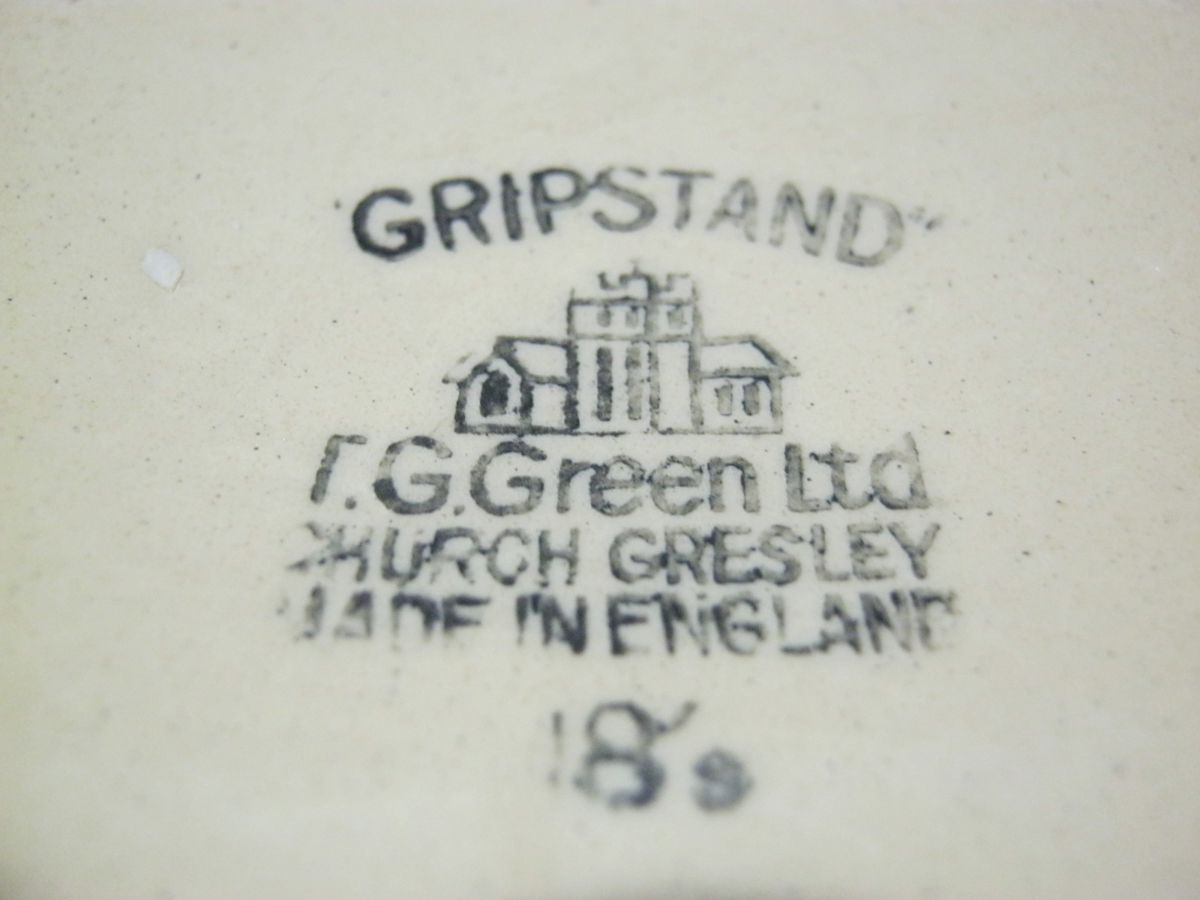 "GRIPSTAND"
T.G.Green Ltd
CHURCH GRESLEY
MADE IN ENGLAND
18's